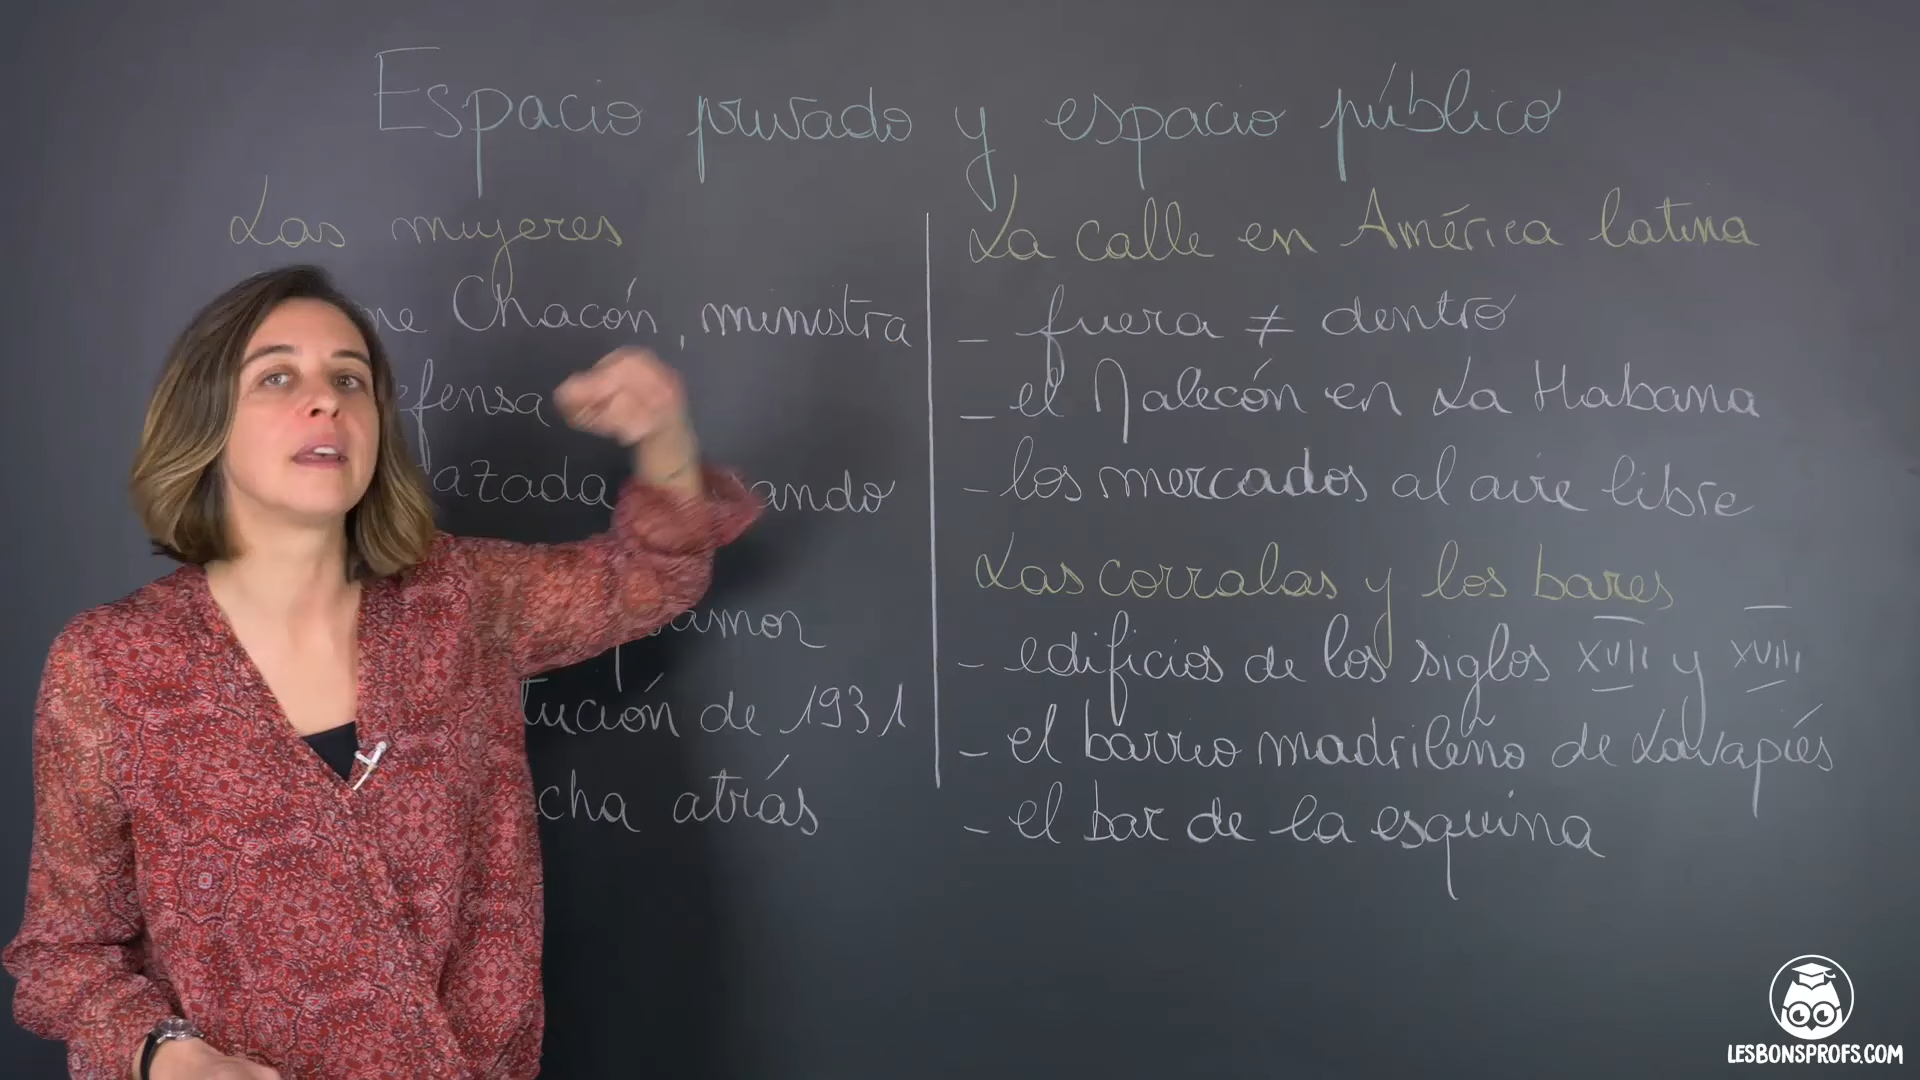 Espacio privado y espacio público
Las mujeres
Chacón, ministra
azada
ando
amor
tución de 1931
cha atrás
La calle en América latina
- fuera ≠ dentro
- el Malecón en La Habana
- los mercados al aire libre
Las corralas y los bares
- edificios de los siglos XVII y XVIII
- el barrio madrileño de Lavapiés
- el bar de la esquina
LESBONSPROFS.COM